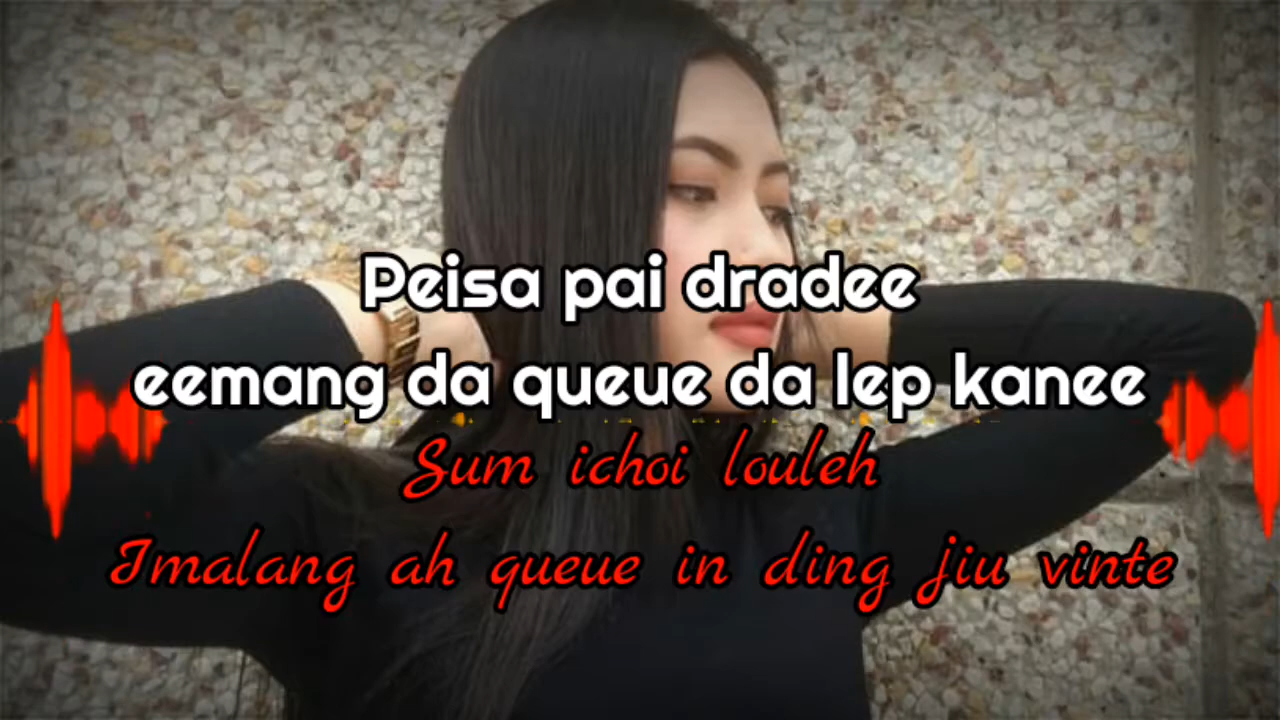 Peisa pai dradee
eemang da queue da lep kanee
Sum ichoi louleh
Imalang ah queue in ding jiu vinte